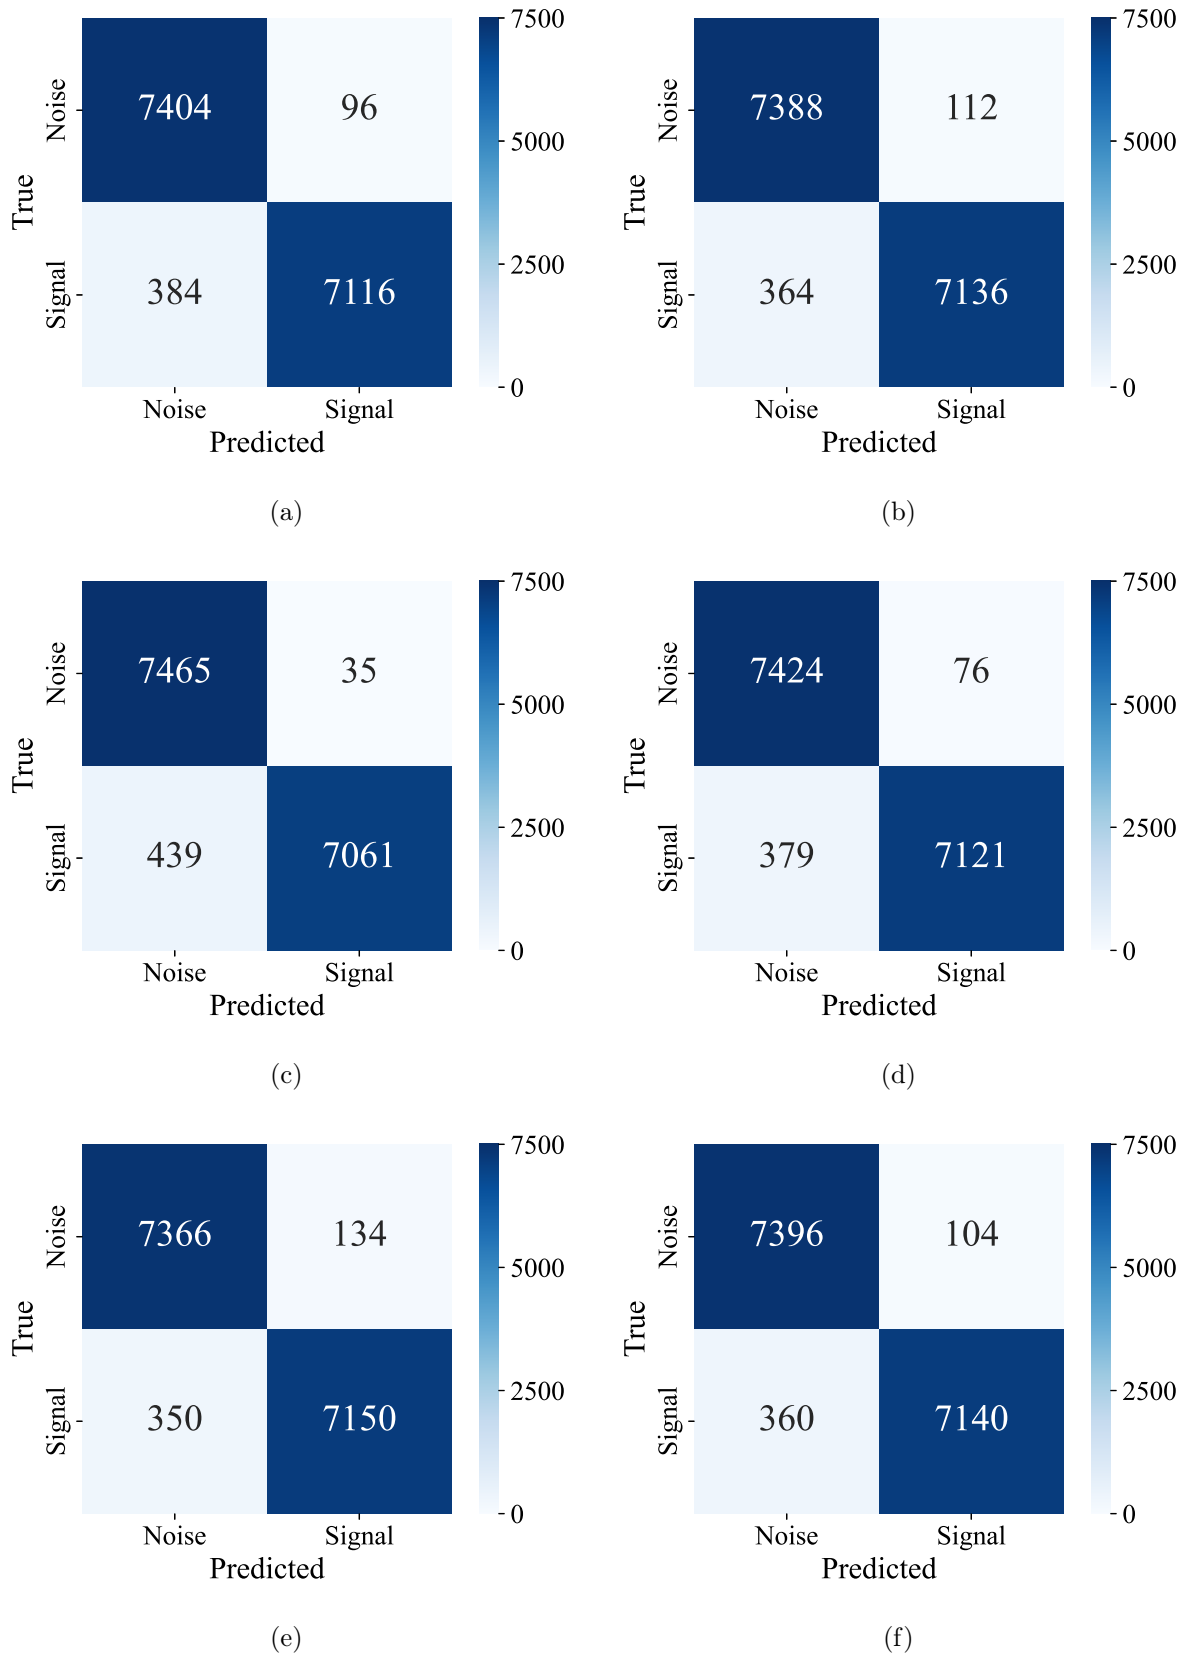 7404 96
384 7116
Noise Signal
True
Noise Signal
Predicted
7500
5000
2500
0
(a)
7388 112
364 7136
Noise Signal
True
Noise Signal
Predicted
7500
5000
2500
0
(b)
7465 35
439 7061
Noise Signal
True
Noise Signal
Predicted
7500
5000
2500
0
(c)
7424 76
379 7121
Noise Signal
True
Noise Signal
Predicted
7500
5000
2500
0
(d)
7366 134
350 7150
Noise Signal
True
Noise Signal
Predicted
7500
5000
2500
0
(e)
7396 104
360 7140
Noise Signal
True
Noise Signal
Predicted
7500
5000
2500
0
(f)